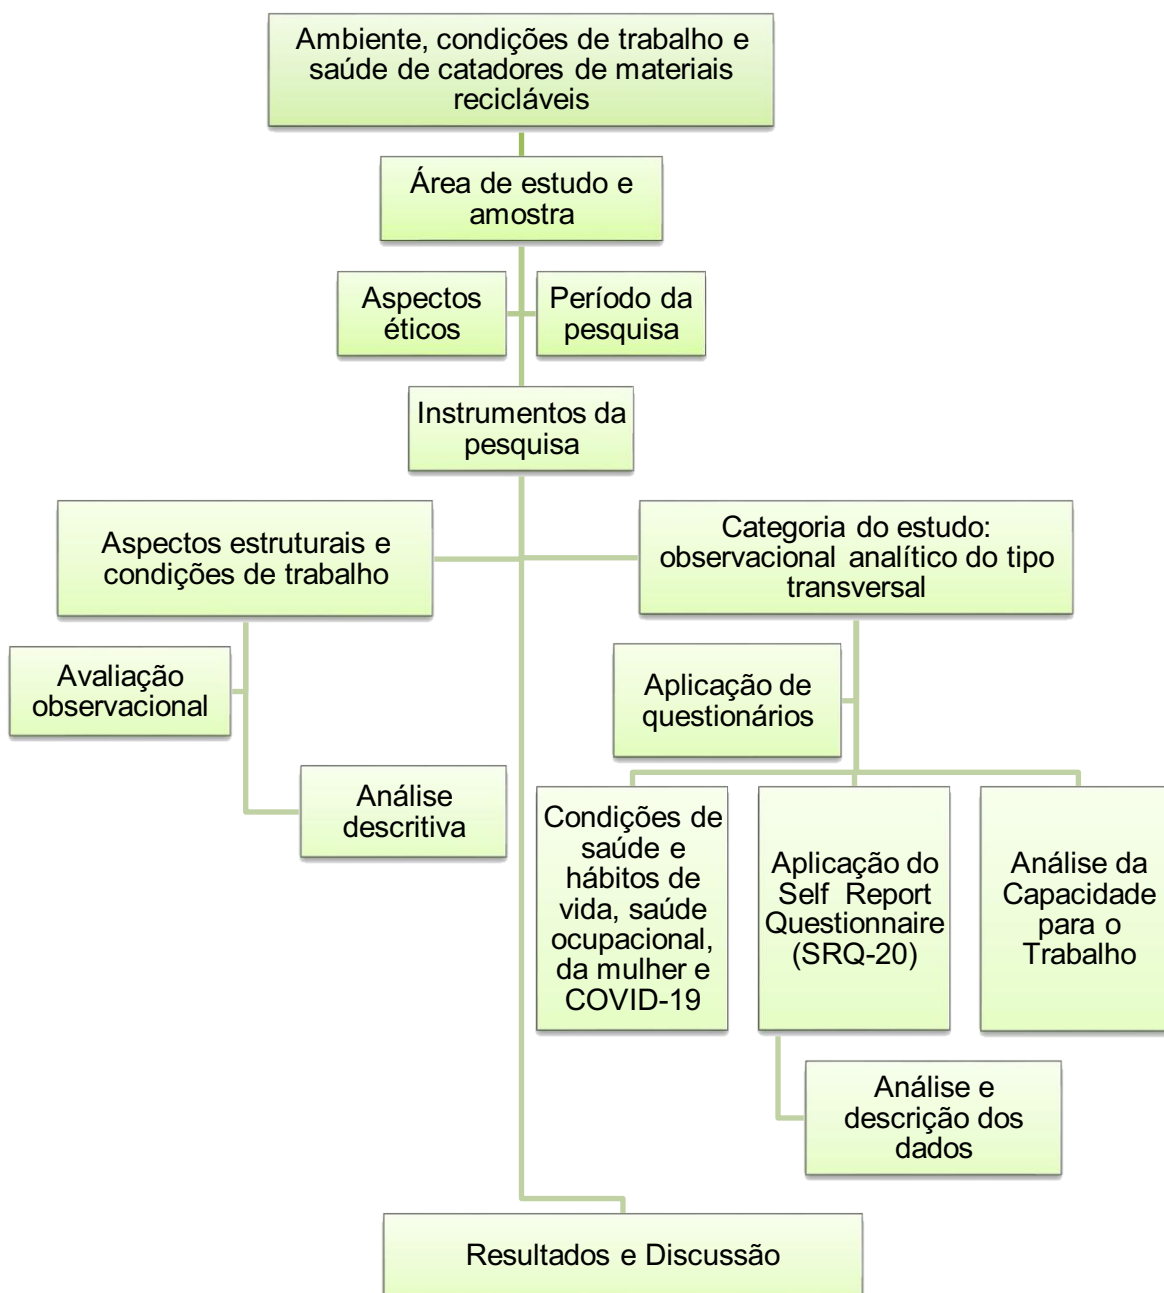 Ambiente, condições de trabalho e
saúde de catadores de materiais
recicláveis
Área de estudo e
amostra
Aspectos
éticos
Período da
pesquisa
Instrumentos da
pesquisa
Aspectos estruturais e
condições de trabalho
Categoria do estudo:
observacional analítico do tipo
transversal
Avaliação
observacional
Aplicação de
questionários
Análise
descritiva
Condições de
saúde e
hábitos de
vida, saúde
ocupacional,
da mulher e
COVID-19
Aplicação do
Self Report
Questionnaire
(SRQ-20)
Análise da
Capacidade
para o
Trabalho
Análise e
descrição dos
dados
Resultados e Discussão